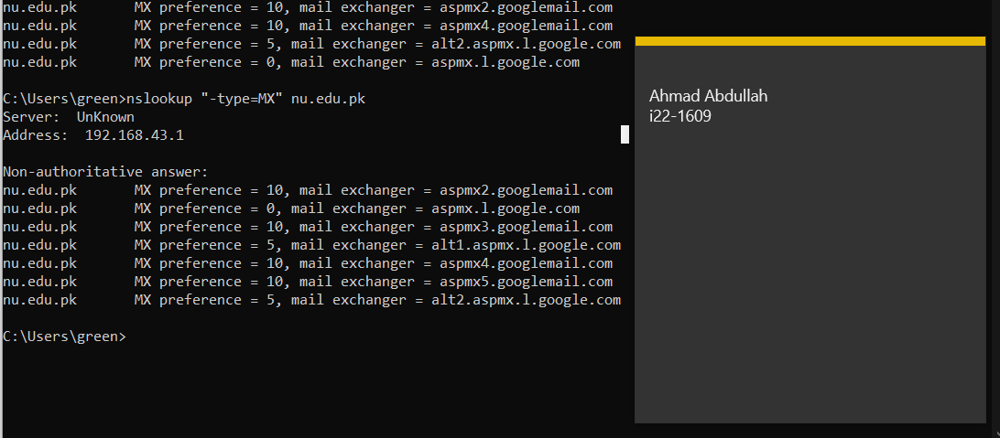 nu.edu.pk       MX preference = 10, mail exchanger = aspmx2.googlemail.com
nu.edu.pk       MX preference = 10, mail exchanger = aspmx4.googlemail.com
nu.edu.pk       MX preference = 5, mail exchanger = alt2.aspmx.l.google.com
nu.edu.pk       MX preference = 0, mail exchanger = aspmx.l.google.com
C:\Users\green>nslookup "-type=MX" nu.edu.pk
Server:  UnKnown
Address:  192.168.43.1
Non-authoritative answer:
nu.edu.pk       MX preference = 10, mail exchanger = aspmx2.googlemail.com
nu.edu.pk       MX preference = 0, mail exchanger = aspmx.l.google.com
nu.edu.pk       MX preference = 10, mail exchanger = aspmx3.googlemail.com
nu.edu.pk       MX preference = 5, mail exchanger = alt1.aspmx.l.google.com
nu.edu.pk       MX preference = 10, mail exchanger = aspmx4.googlemail.com
nu.edu.pk       MX preference = 10, mail exchanger = aspmx5.googlemail.com
nu.edu.pk       MX preference = 5, mail exchanger = alt2.aspmx.l.google.com
C:\Users\green>
Ahmad Abdullah
i22-1609